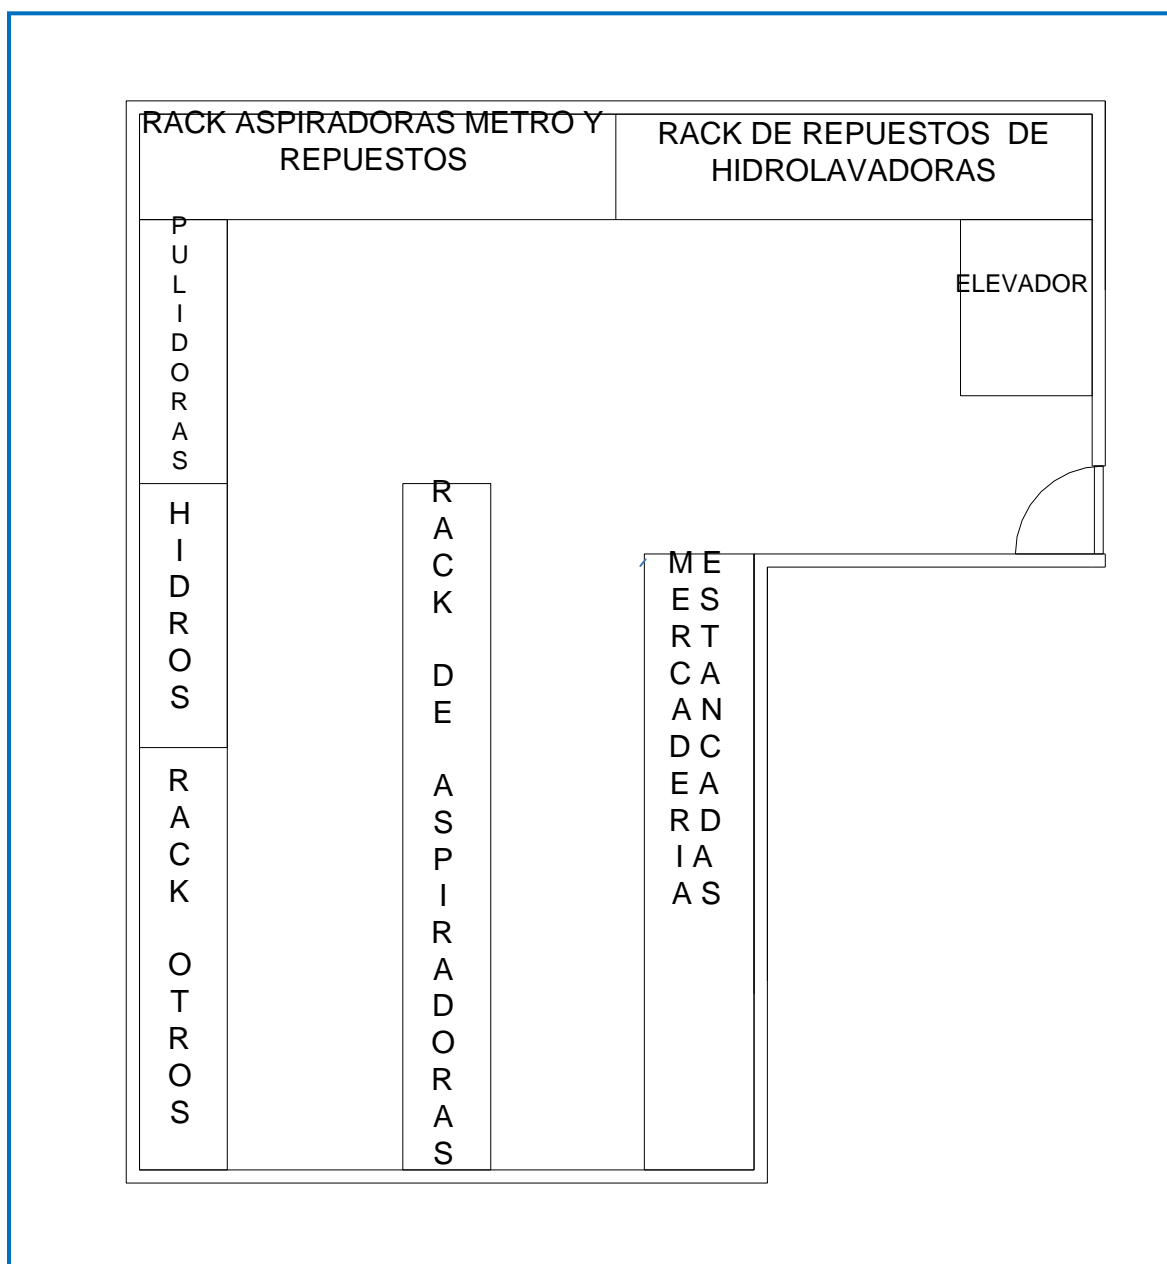 RACK ASPIRADORAS METRO Y
REPUESTOS
RACK DE REPUESTOS DE
HIDROLAVADORAS
PULIDORAS
ELEVADOR
HIDROS
RACK DE ASPIRADORAS
MERCADERIA
ESTANCADAS
RACK OTROS